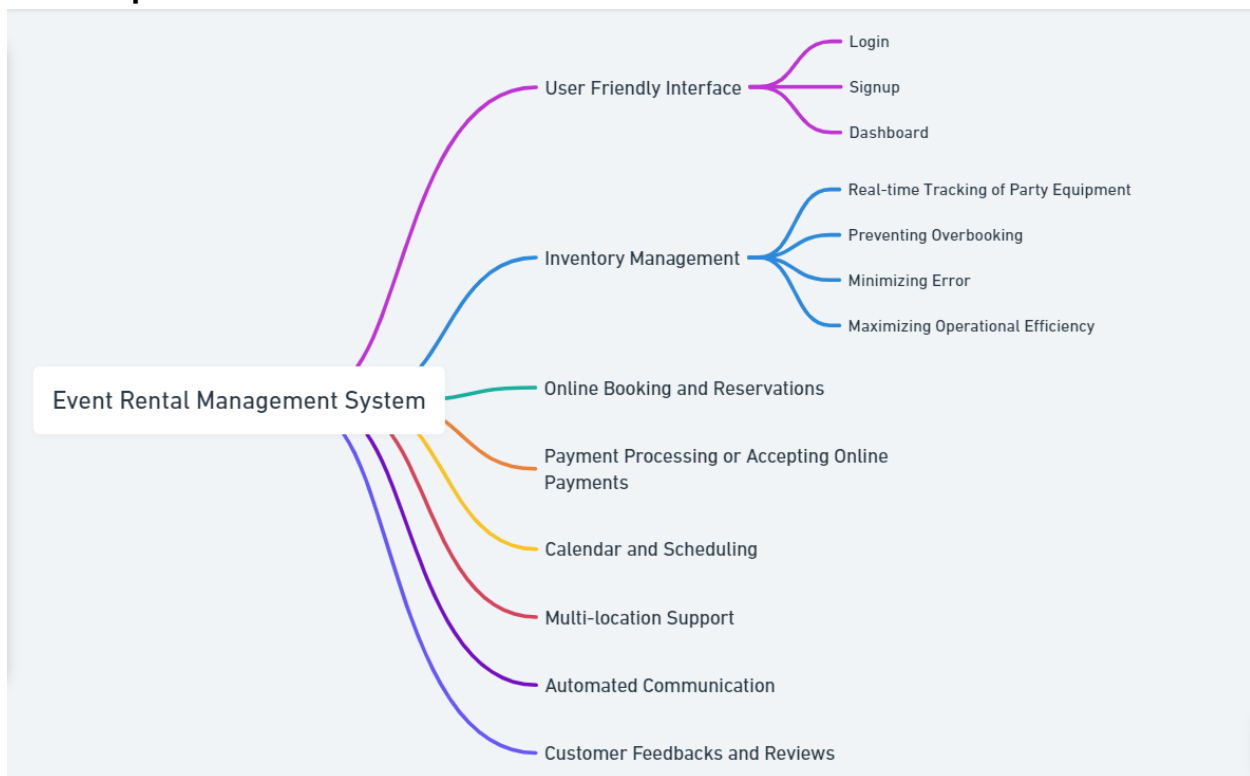 Login
User Friendly Interface
Signup
Dashboard
Real-time Tracking of Party Equipment
Preventing Overbooking
Inventory Management
Minimizing Error
Maximizing Operational Efficiency
Event Rental Management System
Online Booking and Reservations
Payment Processing or Accepting Online
Payments
Calendar and Scheduling
Multi-location Support
Automated Communication
Customer Feedbacks and Reviews